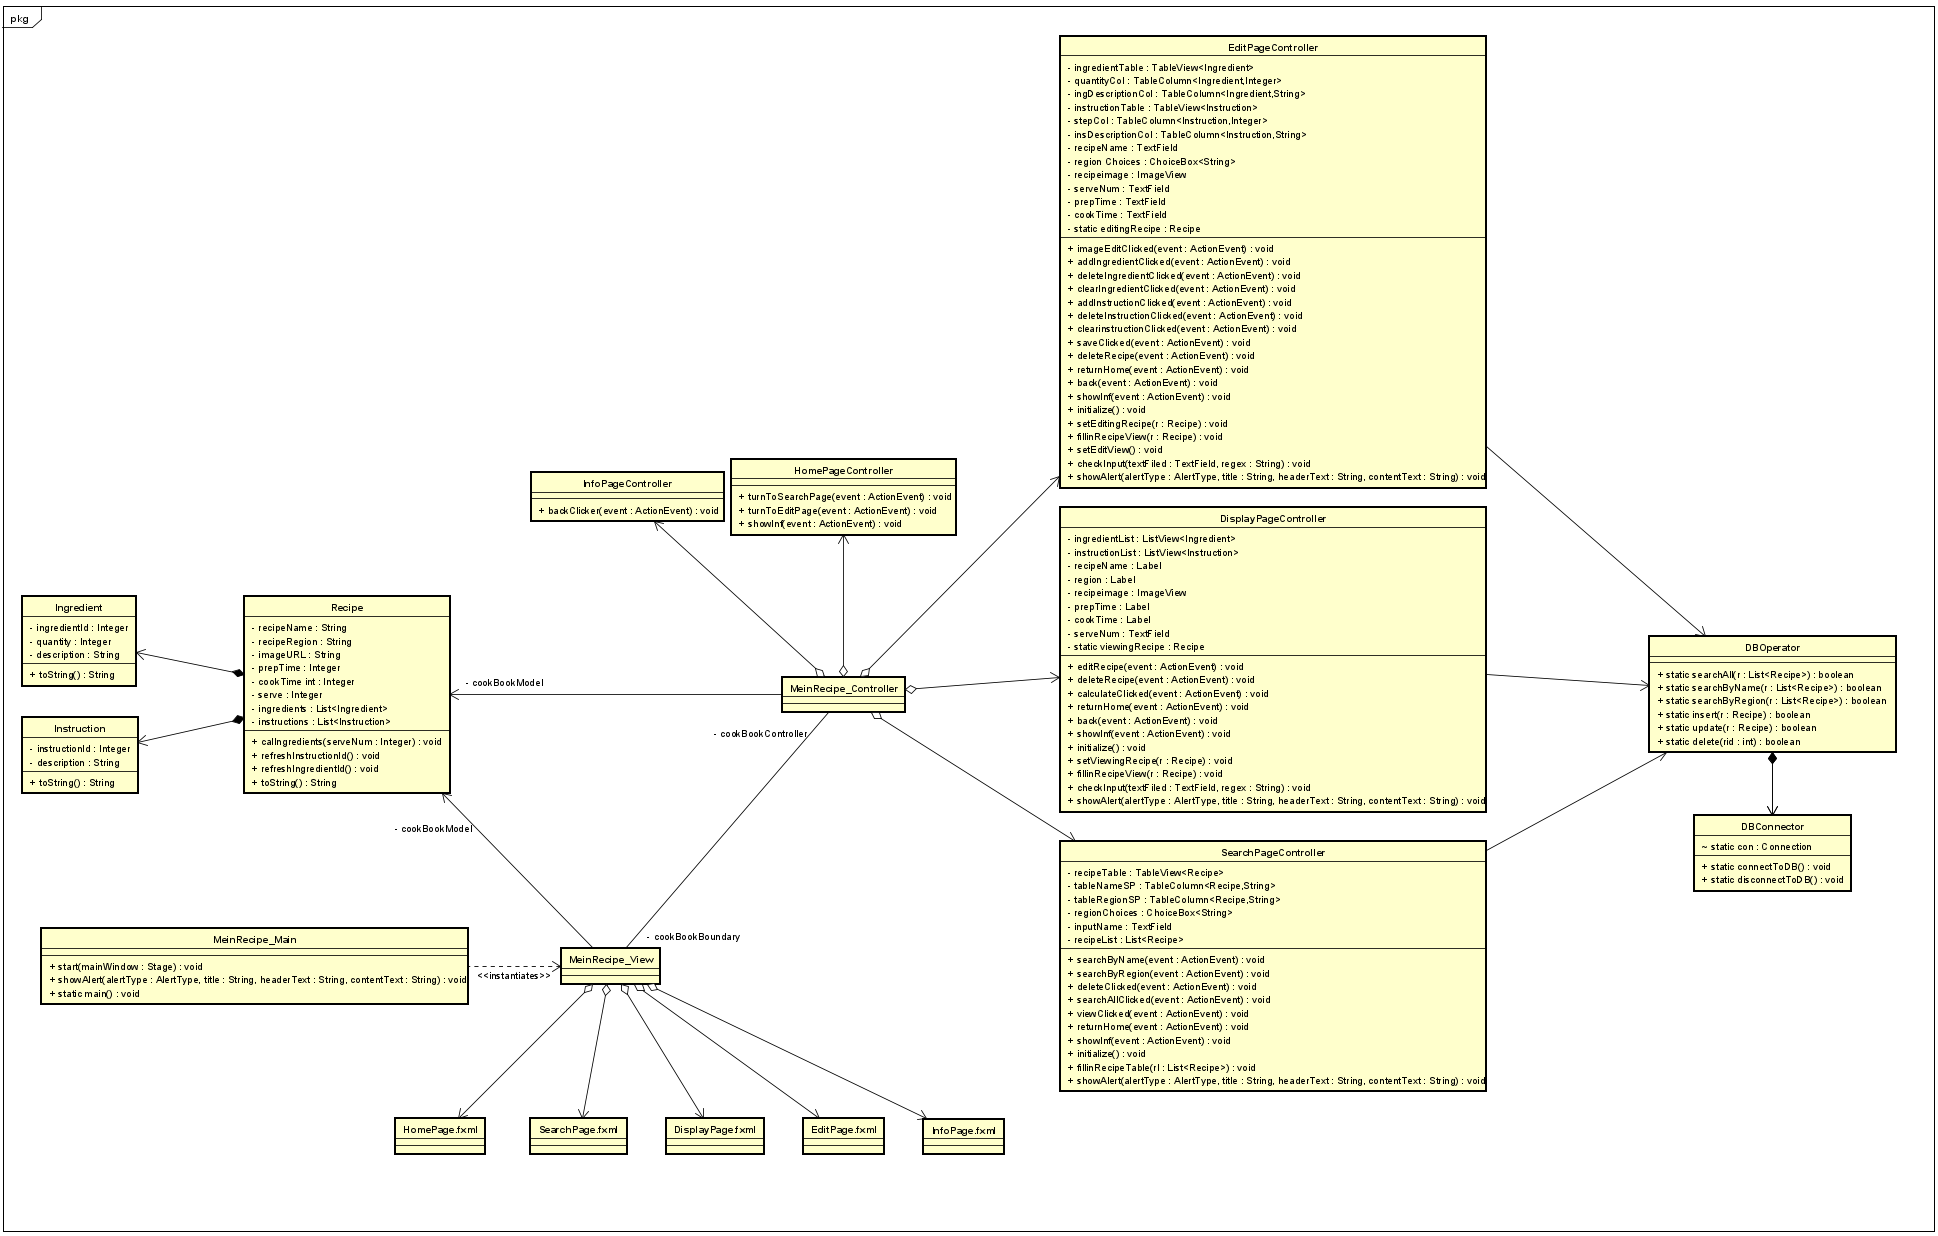 pkg
EditPageController
- ingredientTable : TableView<Ingredient>
- quantityCol : TableColumn<Ingredient,Integer>
- ingDescriptionCol : TableColumn<Ingredient,String>
- instructionTable : TableView<Instruction>
- stepCol : TableColumn<Instruction,Integer>
- insDescriptionCol : TableColumn<Instruction,String>
- recipeName : TextField
- region Choices : ChoiceBox<String>
- recipeimage : ImageView
- serveNum : TextField
- prepTime : TextField
- cookTime : TextField
- static editingRecipe : Recipe
+ imageEditClicked(event : ActionEvent) : void
+ addIngredientClicked(event : ActionEvent) : void
+ deleteIngredientClicked(event : ActionEvent) : void
+ clearIngredientClicked(event : ActionEvent) : void
+ addInstructionClicked(event : ActionEvent) : void
+ deleteInstructionClicked(event : ActionEvent) : void
+ clearinstructionClicked(event : ActionEvent) : void
+ saveClicked(event : ActionEvent) : void
+ deleteRecipe(event : ActionEvent) : void
+ returnHome(event : ActionEvent) : void
+ back(event : ActionEvent) : void
+ showInf(event : ActionEvent) : void
+ initialize() : void
+ setEditingRecipe(r : Recipe) : void
+ fillinRecipeView(r : Recipe) : void
+ setEditView() : void
+ checkInput(textFiled : TextField, regex : String) : void
+ showAlert(alertType : AlertType, title : String, headerText : String, contentText : String) : void
InfoPageController
+ backClicker(event : ActionEvent) : void
HomePageController
+ turnToSearchPage(event : ActionEvent) : void
+ turnToEditPage(event : ActionEvent) : void
+ showInf(event : ActionEvent) : void
DisplayPageController
- ingredientList : ListView<Ingredient>
- instructionList : ListView<Instruction>
- recipeName : Label
- region : Label
- recipeimage : ImageView
- prepTime : Label
- cookTime : Label
- serveNum : TextField
- static viewingRecipe : Recipe
+ editRecipe(event : ActionEvent) : void
+ deleteRecipe(event : ActionEvent) : void
+ calculateClicked(event : ActionEvent) : void
+ returnHome(event : ActionEvent) : void
+ back(event : ActionEvent) : void
+ showInf(event : ActionEvent) : void
+ initialize() : void
+ setViewingRecipe(r : Recipe) : void
+ fillinRecipeView(r : Recipe) : void
+ checkInput(textFiled : TextField, regex : String) : void
+ showAlert(alertType : AlertType, title : String, headerText : String, contentText : String) : void
Ingredient
- ingredientId : Integer
- quantity : Integer
- description : String
+ toString() : String
Instruction
- instructionId : Integer
- description : String
+ toString() : String
Recipe
- recipeName : String
- recipeRegion : String
- imageURL : String
- prepTime : Integer
- cookTime int : Integer
- serve : Integer
- ingredients : List<Ingredient>
- instructions : List<Instruction>
+ calIngredients(serveNum : Integer) : void
+ refreshInstructionId() : void
+ refreshIngredientId() : void
+ toString() : String
- cookBookModel
MeinRecipe_Controller
- cookBookController
- cookBookModel
- cookBookBoundary
DBOperator
+ static searchAll(r : List<Recipe>) : boolean
+ static searchByName(r : List<Recipe>) : boolean
+ static searchByRegion(r : List<Recipe>) : boolean
+ static insert(r : Recipe) : boolean
+ static update(r : Recipe) : boolean
+ static delete(rid : int) : boolean
DBConnector
~ static con : Connection
+ static connectToDB() : void
+ static disconnectToDB() : void
SearchPageController
- recipeTable : TableView<Recipe>
- tableNameSP : TableColumn<Recipe,String>
- tableRegionSP : TableColumn<Recipe,String>
- regionChoices : ChoiceBox<String>
- inputName : TextField
- recipeList : List<Recipe>
+ searchByName(event : ActionEvent) : void
+ searchByRegion(event : ActionEvent) : void
+ deleteClicked(event : ActionEvent) : void
+ searchAllClicked(event : ActionEvent) : void
+ viewClicked(event : ActionEvent) : void
+ returnHome(event : ActionEvent) : void
+ showInf(event : ActionEvent) : void
+ initialize() : void
+ fillinRecipeTable(rl : List<Recipe>) : void
+ showAlert(alertType : AlertType, title : String, headerText : String, contentText : String) : void
MeinRecipe_Main
+ start(mainWindow : Stage) : void
+ showAlert(alertType : AlertType, title : String, headerText : String, contentText : String) : void
+ static main() : void
<<instantiates>>
MeinRecipe_View
HomePage.fxml
SearchPage.fxml
DisplayPage.fxml
EditPage.fxml
InfoPage.fxml